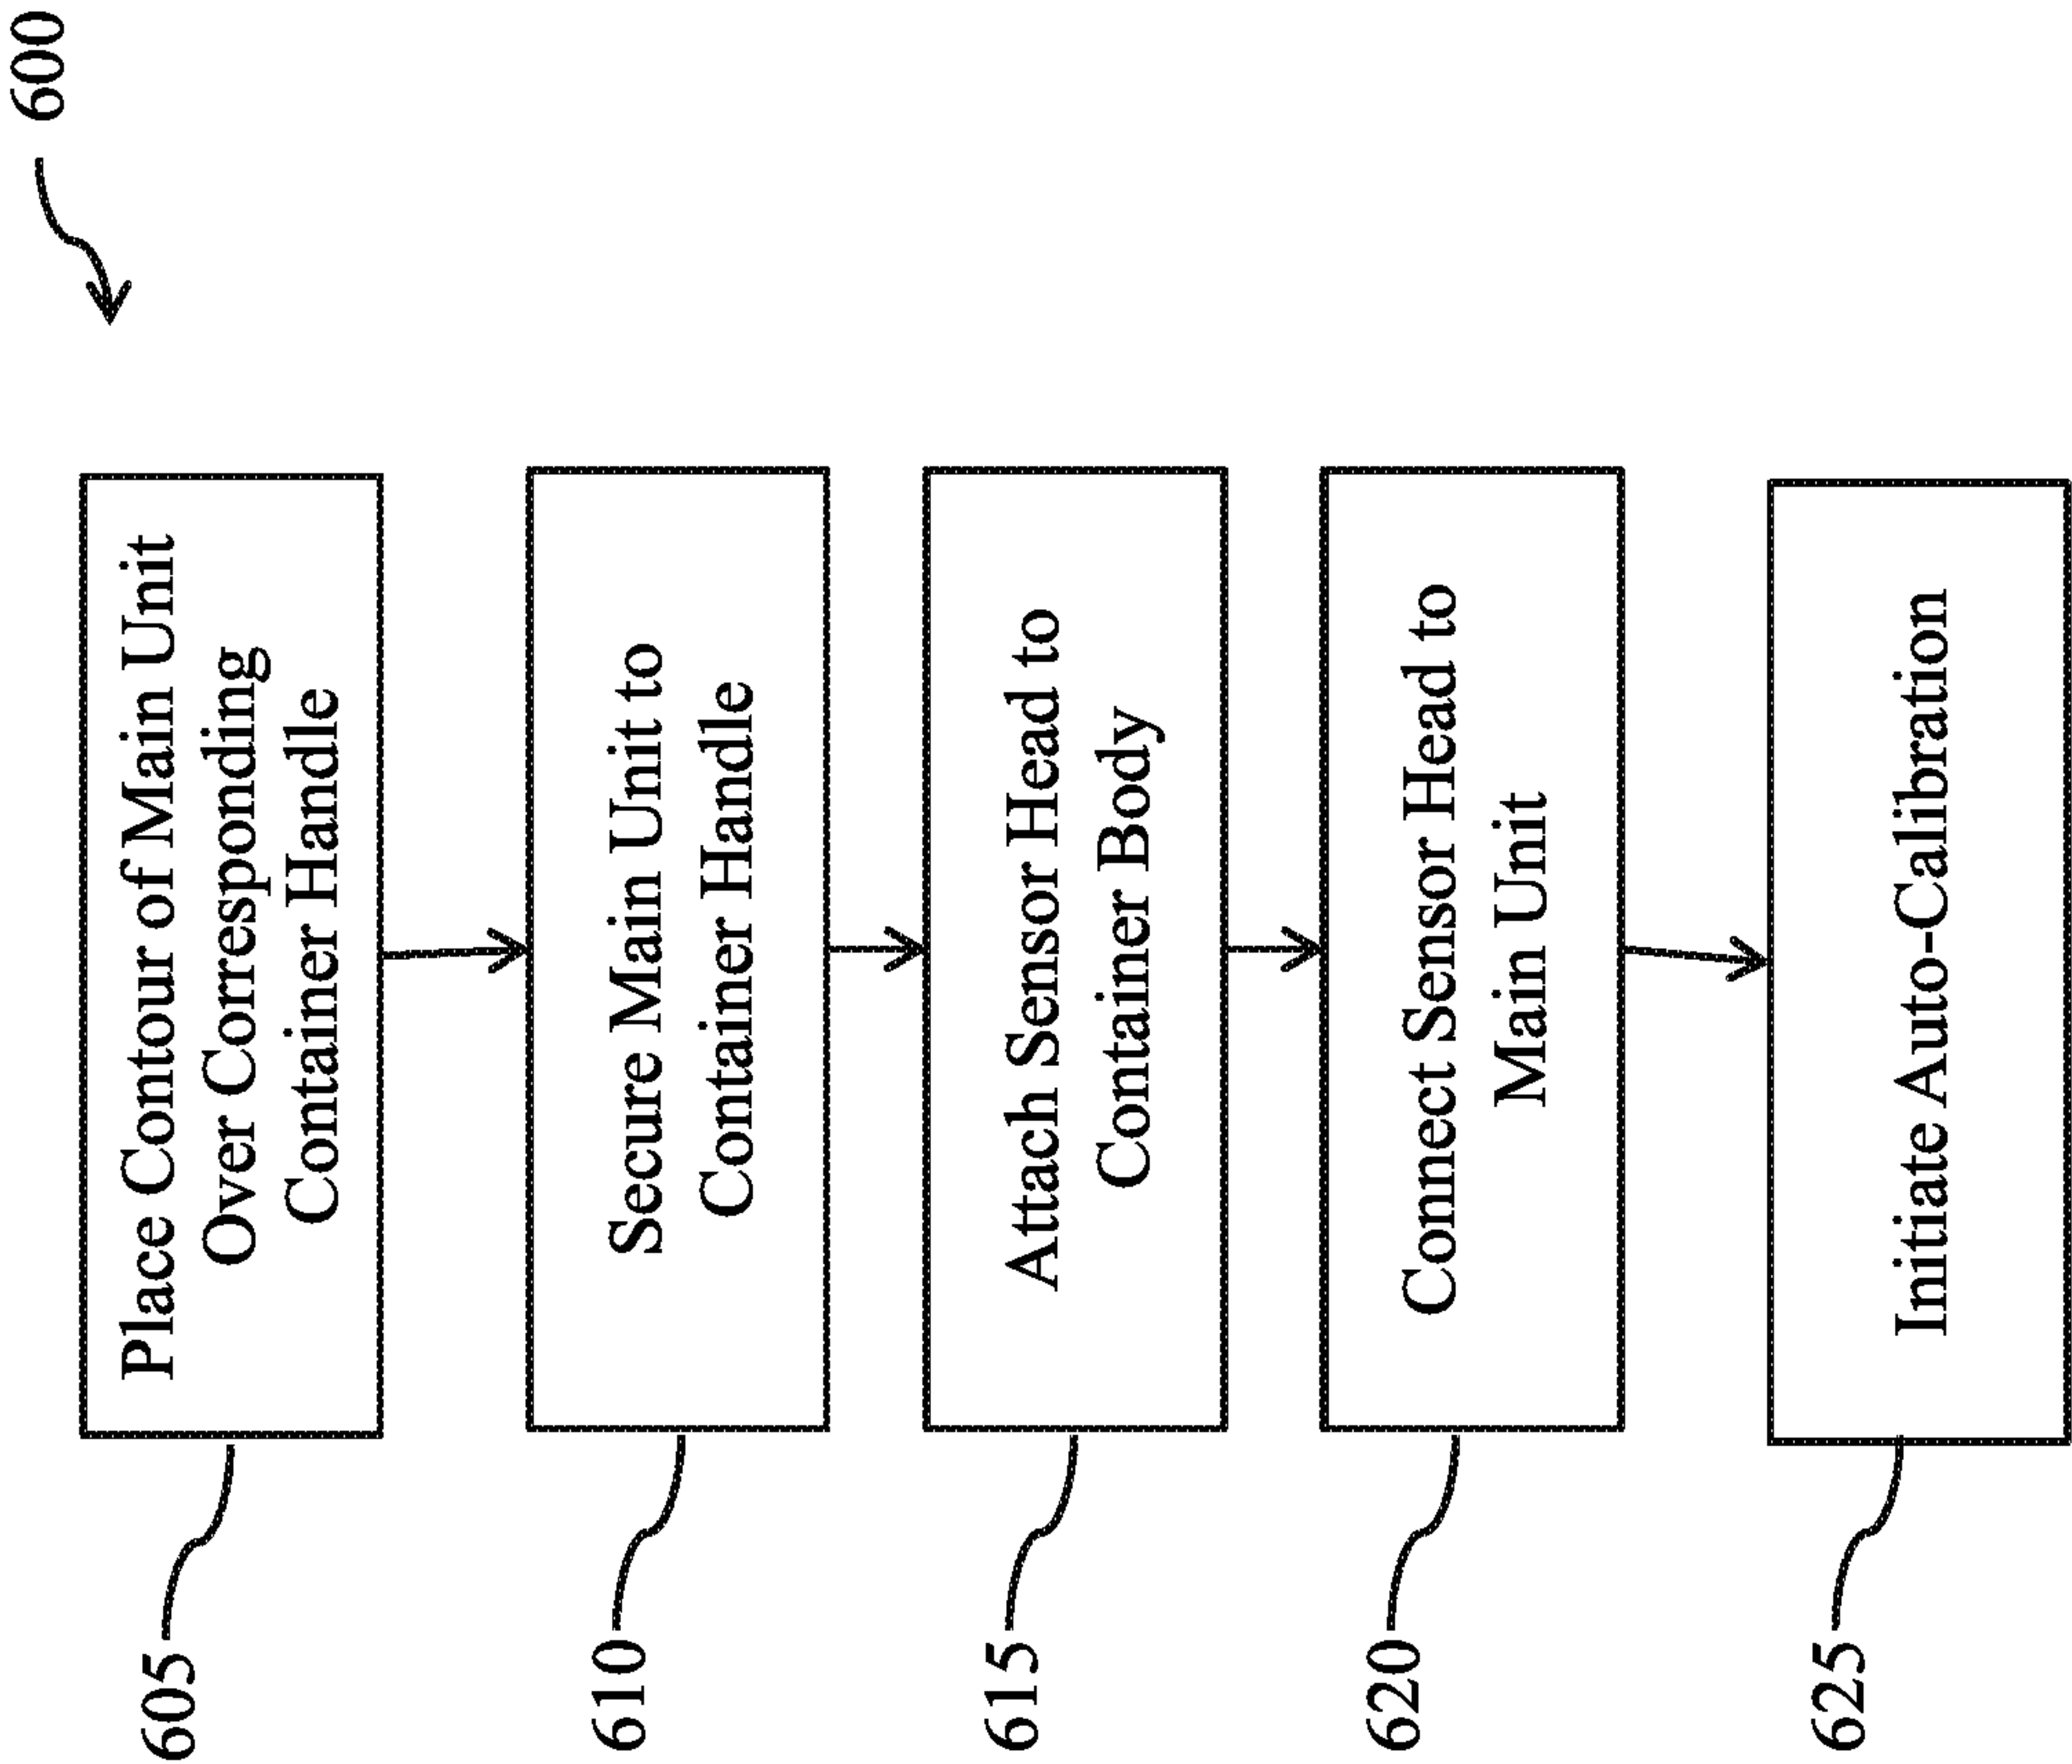 600
605
Place Contour of Main Unit
Over Corresponding
Container Handle
610
Secure Main Unit to
Container Handle
615
Attach Sensor Head to
Container Body
620
Connect Sensor Head to
Main Unit
625
Initiate Auto-Calibration